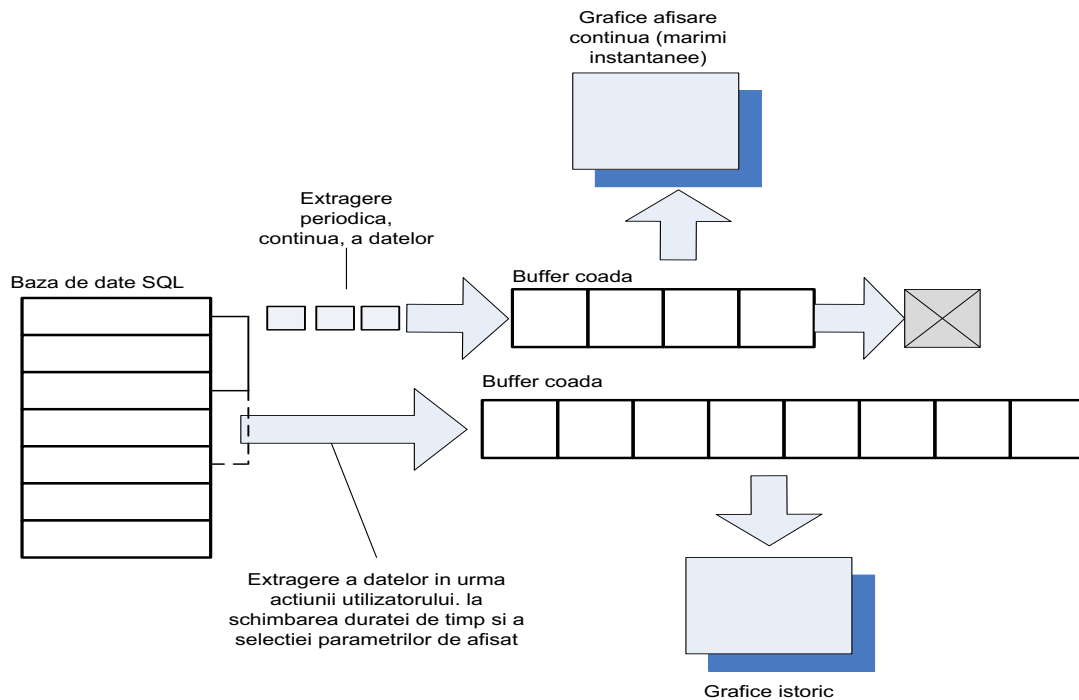 Grafice afisare
continua (marimi
instantanee)
Extragere
periodica,
continua, a datelor
Baza de date SQL
Buffer coada
Buffer coada
Extragere a datelor in urma
actiunii utilizatorului. la
schimbarea duratei de timp si a
selectiei parametrilor de afisat
Grafice istoric